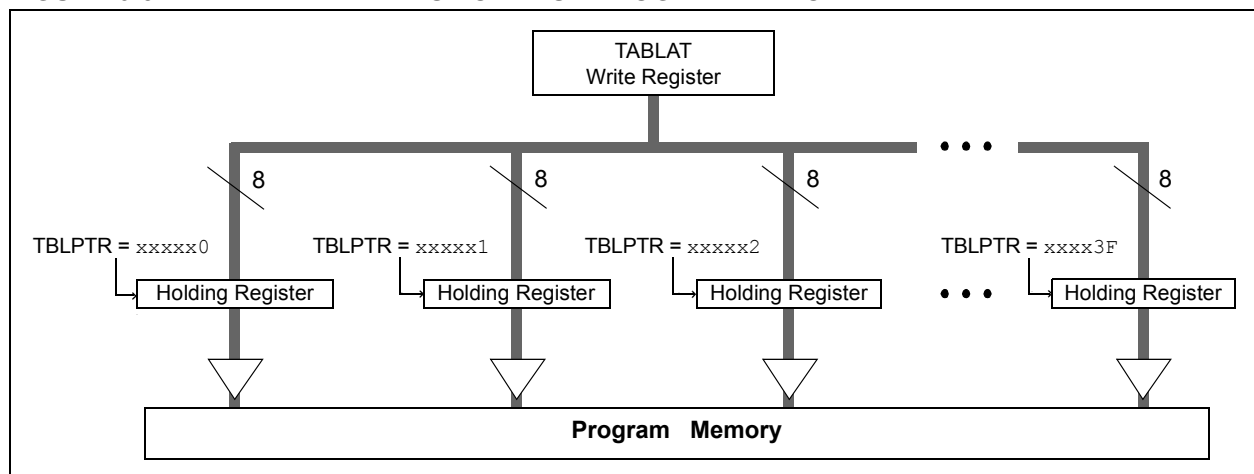 TABLAT
Write Register
8
8
8
8
TBLPTR = xxxxx0
TBLPTR = xxxxx1
TBLPTR = xxxxx2
TBLPTR = xxxx3F
Holding Register
Holding Register
Holding Register
Holding Register
Program Memory